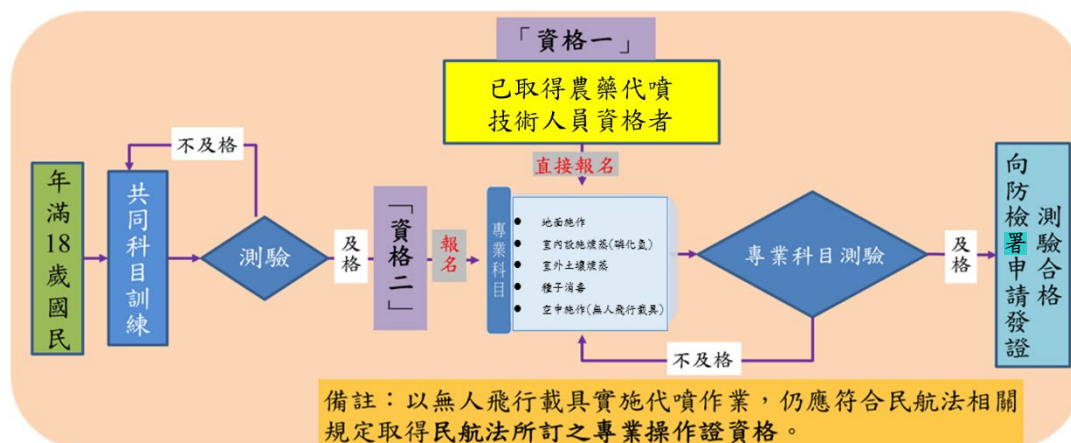 「資格一」
已取得農藥代噴
技術人員資格者
直接報名
年滿18歲國民
共同科目訓練
不及格
測驗
及格
「資格二」
報名
專業科目
● 地面施作
● 室內設施燻蒸(磷化氫)
● 室外土壤燻蒸
● 種子消毒
● 空中施作(無人飛行載具)
專業科目測驗
不及格
及格
測驗合格
向防檢署申請發證
備註：以無人飛行載具實施代噴作業，仍應符合民航法相關
規定取得民航法所訂之專業操作證資格。